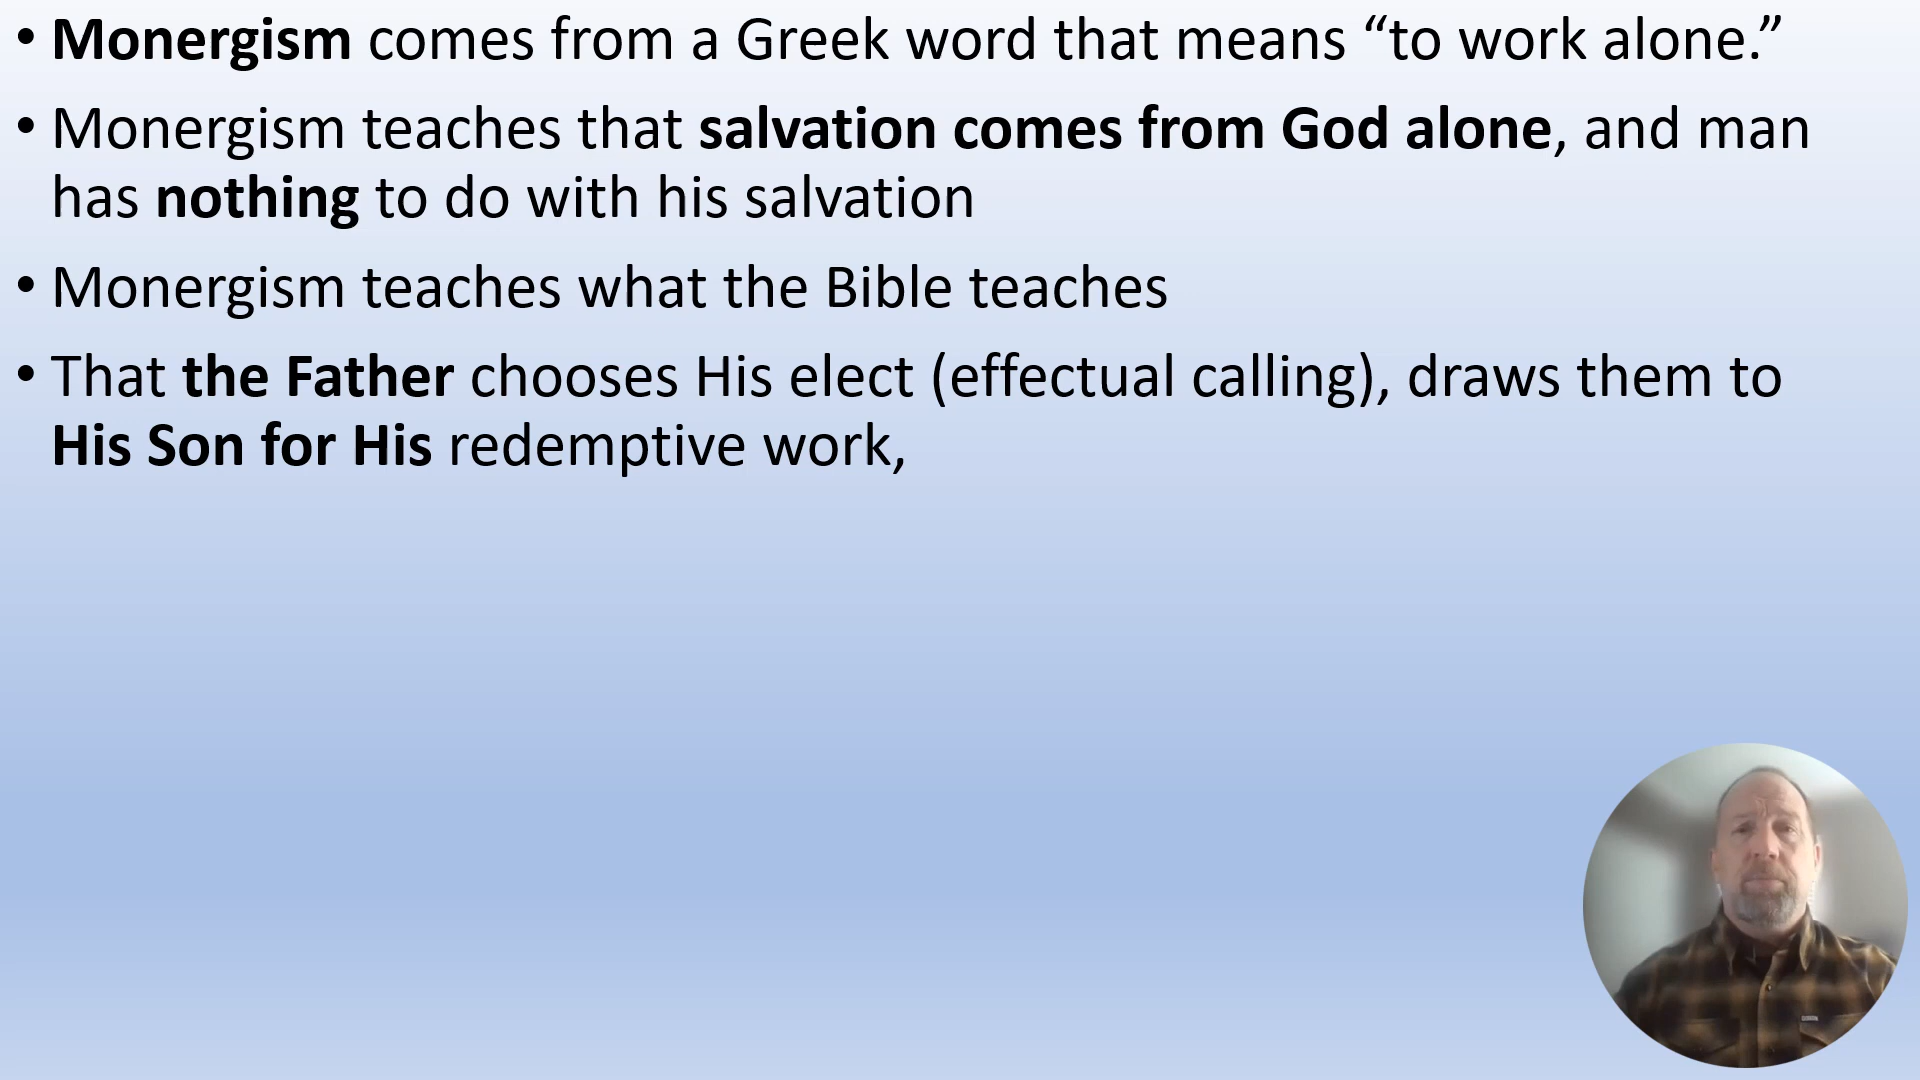 • Monergism comes from a Greek word that means “to work alone.”
• Monergism teaches that salvation comes from God alone, and man
has nothing to do with his salvation
• Monergism teaches what the Bible teaches
• That the Father chooses His elect (effectual calling), draws them to
His Son for His redemptive work,